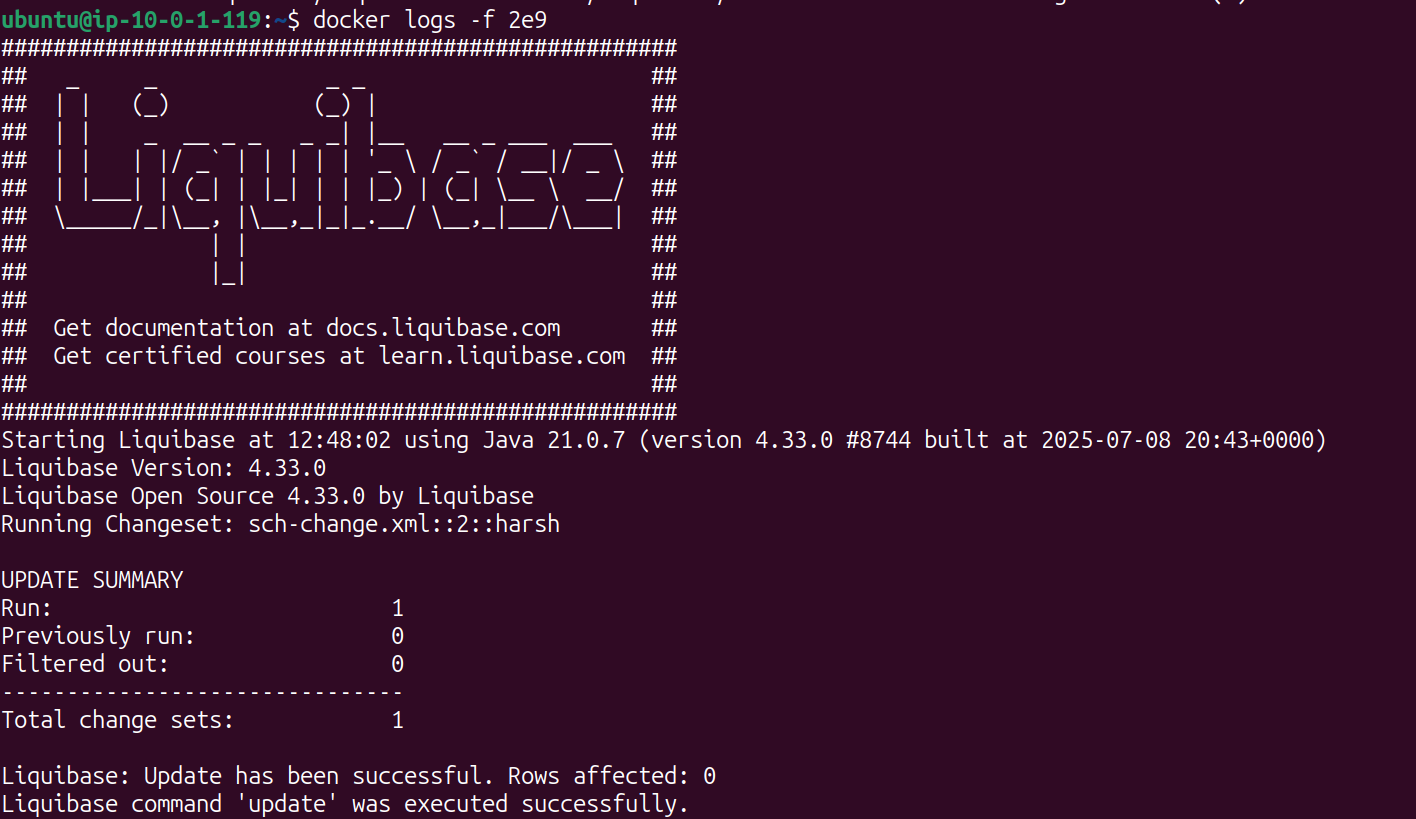 ubuntu@ip-10-0-1-119:~$ docker logs -f 2e9
####################################################
##   _     _             _ _                      ##
##  | |   (_)           (_) |                     ##
##  | |    _  __ _ _   _ _| |__   __ _ ___  ___   ##
##  | |   | |/ _` | | | | | '_ \ / _` / __|/ _ \  ##
##  | |___| | (_| | |_| | | |_) | (_| \__ \  __/  ##
##  \_____/_|\__, |\__,_|_|_.__/ \__,_|___/\___|  ##
##              | |                               ##
##              |_|                               ##
##                                                ##
##  Get documentation at docs.liquibase.com       ##
##  Get certified courses at learn.liquibase.com  ##
##                                                ##
####################################################
Starting Liquibase at 12:48:02 using Java 21.0.7 (version 4.33.0 #8744 built at 2025-07-08 20:43+0000)
Liquibase Version: 4.33.0
Liquibase Open Source 4.33.0 by Liquibase
Running Changeset: sch-change.xml::2::harsh

UPDATE SUMMARY
Run:                          1
Previously run:               0
Filtered out:                 0
-------------------------------
Total change sets:            1

Liquibase: Update has been successful. Rows affected: 0
Liquibase command 'update' was executed successfully.